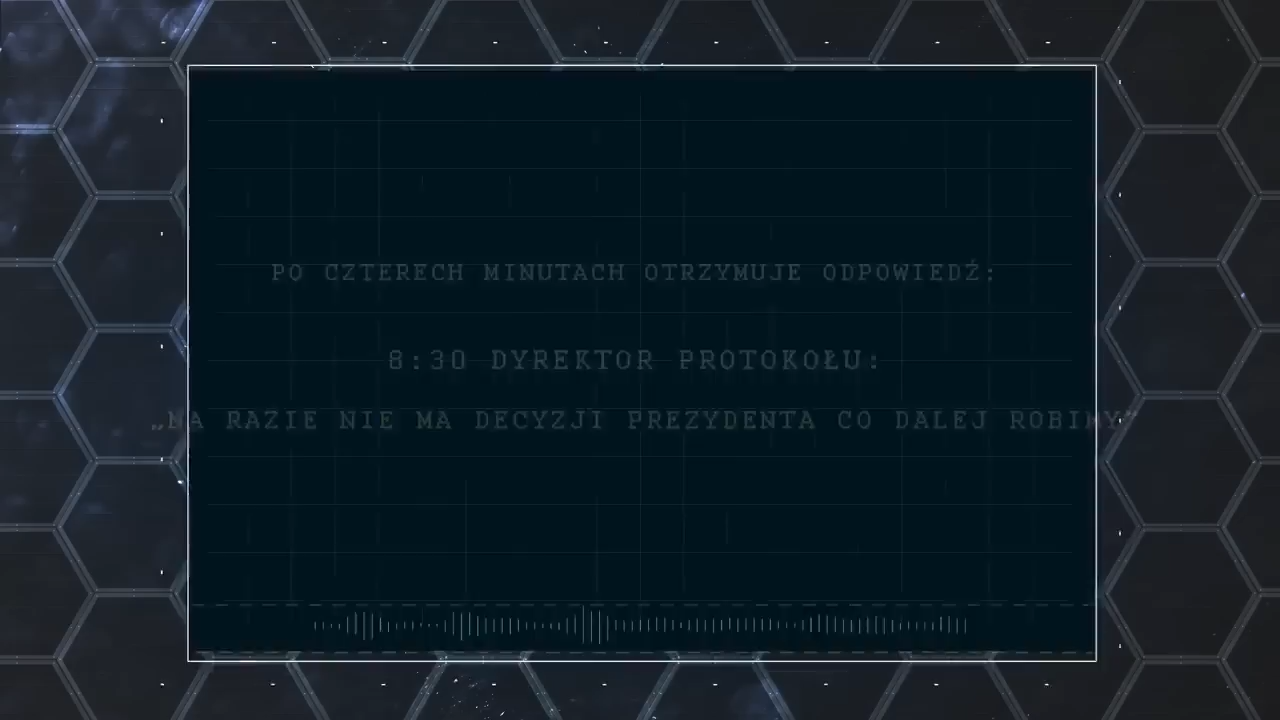 PO CZTERECH MINUTACH OTRZYMUJE ODPOWIEDŹ:
8:30 DYREKTOR PROTOKOŁU:
„NA RAZIE NIE MA DECYZJI PREZYDENTA CO DALEJ ROBIMY”